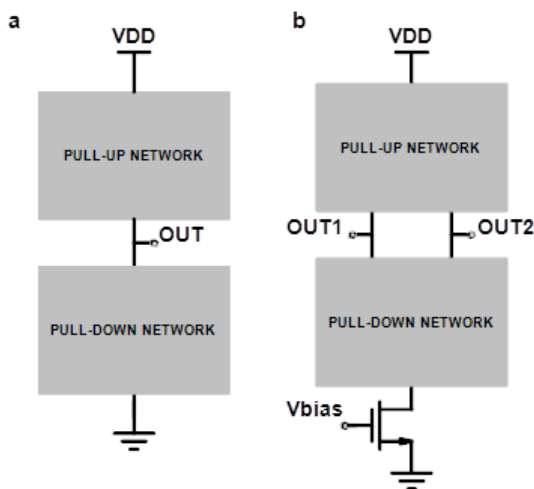 a
VDD
PULL-UP NETWORK
OUT
PULL-DOWN NETWORK
b
VDD
PULL-UP NETWORK
OUT1
OUT2
PULL-DOWN NETWORK
Vbias